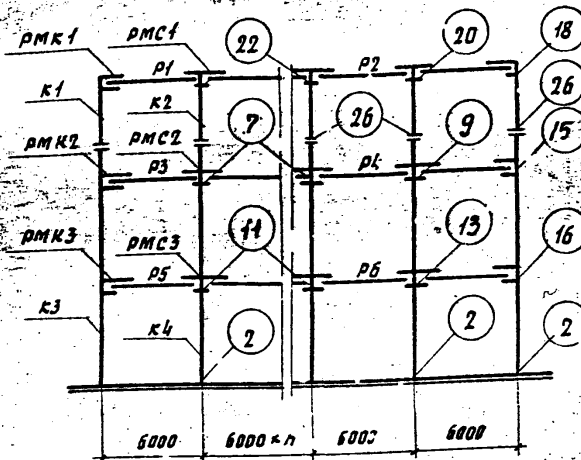 РМК1 РМС1 22 20 18
Р1 Р2
К1 К2 26 26
РМК2 РМС2 7 9 15
Р3 Р4
РМК3 РМС3 11 13 16
Р5 Р6
К3 К4 2 2 2
6000 6000×п 6000 6000